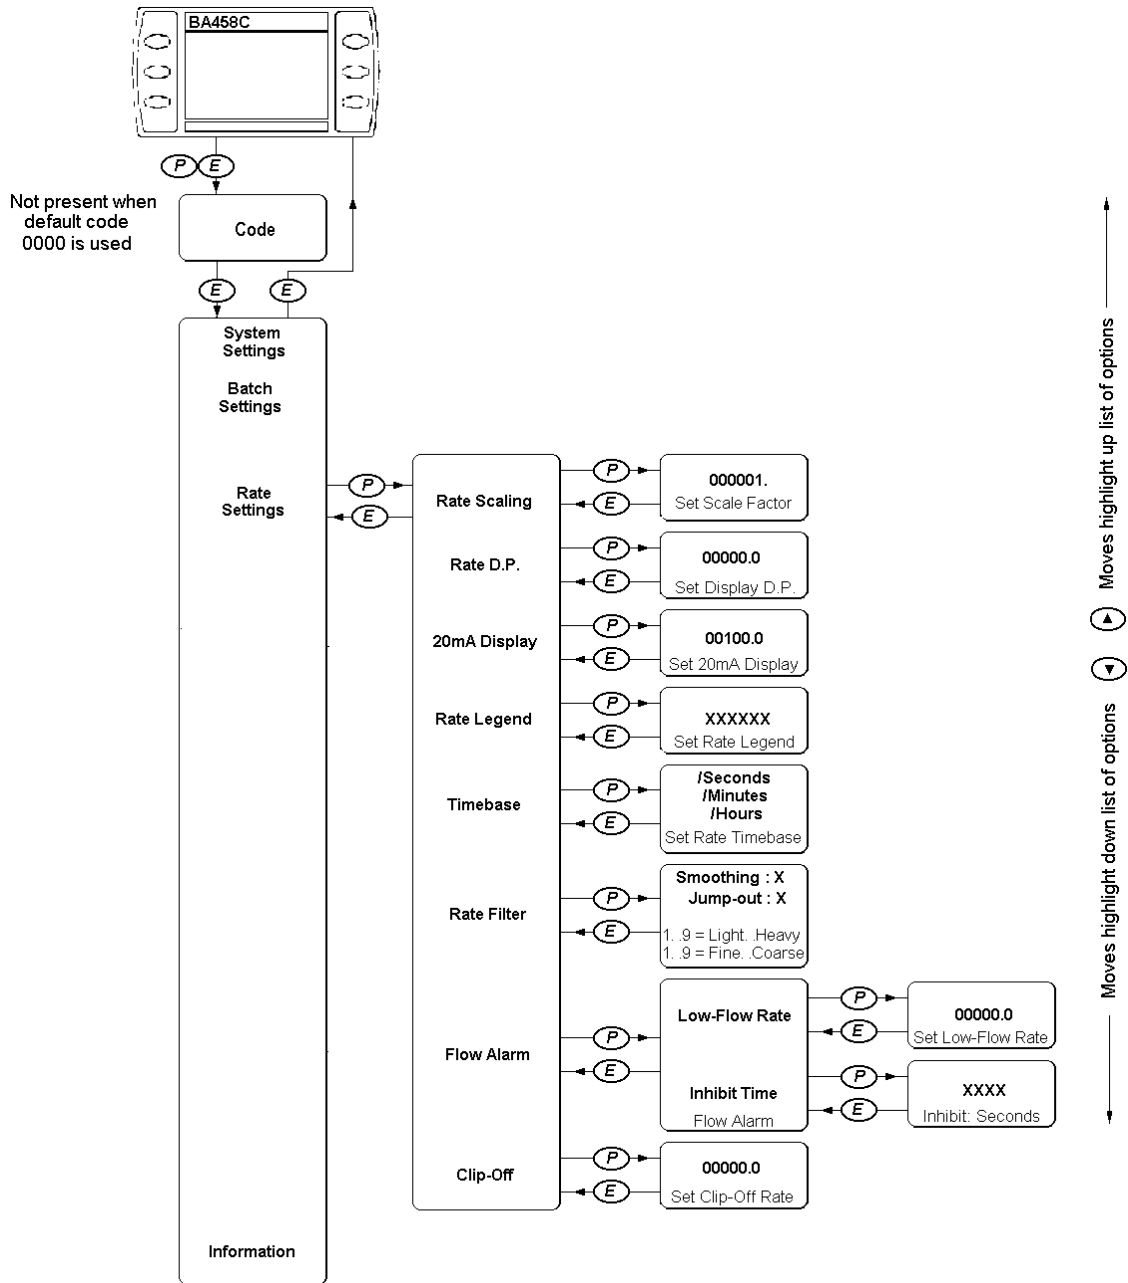 BA458C
P
E
Not present when
default code
0000 is used
Code
E
E
System
Settings
Batch
Settings
Rate
Settings
P
E
Rate Scaling
P
E
000001.
Set Scale Factor
Rate D.P.
P
E
00000.0
Set Display D.P.
20mA Display
P
E
00100.0
Set 20mA Display
Rate Legend
P
E
XXXXXX
Set Rate Legend
Timebase
P
E
/Seconds
/Minutes
/Hours
Set Rate Timebase
Rate Filter
P
E
Smoothing : X
Jump-out : X
1. .9 = Light. .Heavy
1. .9 = Fine. .Coarse
Flow Alarm
P
E
Low-Flow Rate
P
E
00000.0
Set Low-Flow Rate
Inhibit Time
Flow Alarm
P
E
XXXX
Inhibit: Seconds
Clip-Off
P
E
00000.0
Set Clip-Off Rate
Information
Moves highlight up list of options
Moves highlight down list of options